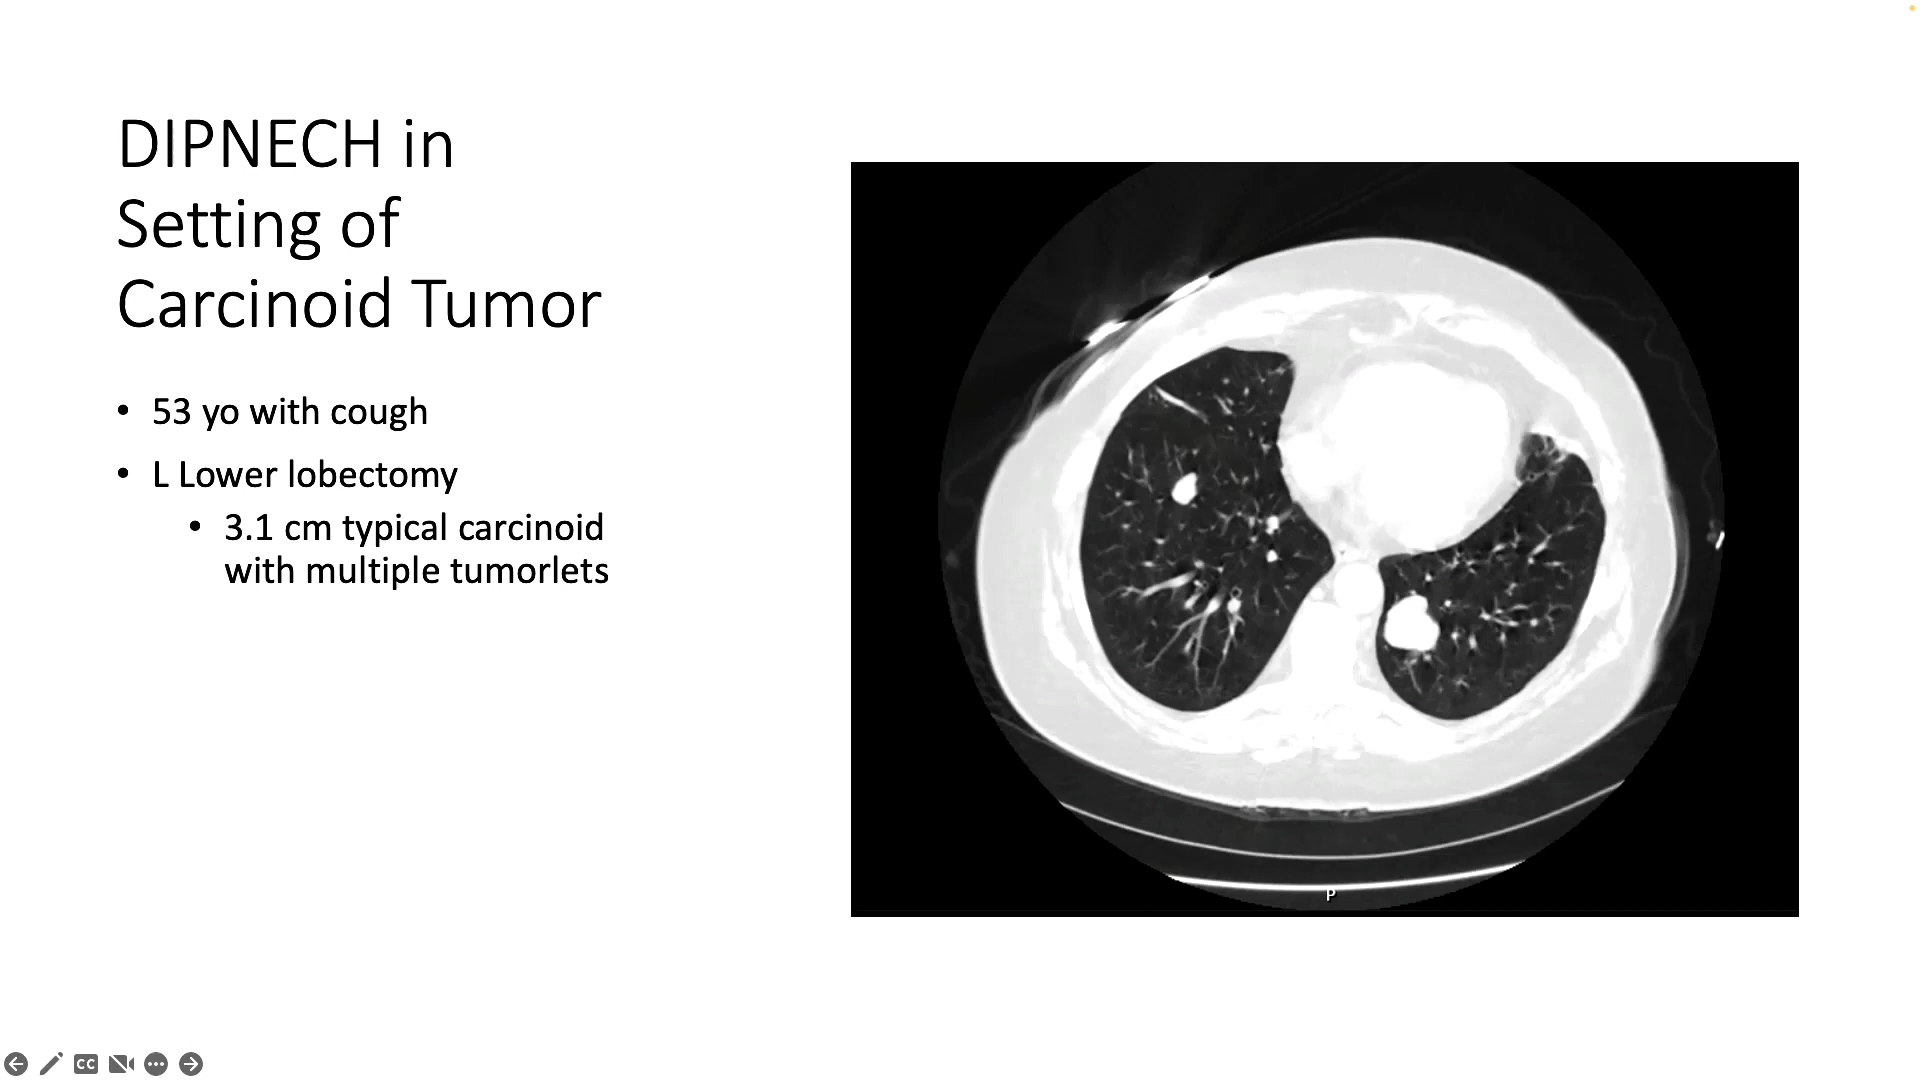 DIPNECH in
Setting of
Carcinoid Tumor
• 53 yo with cough
• L Lower lobectomy
• 3.1 cm typical carcinoid
with multiple tumorlets
P
CC